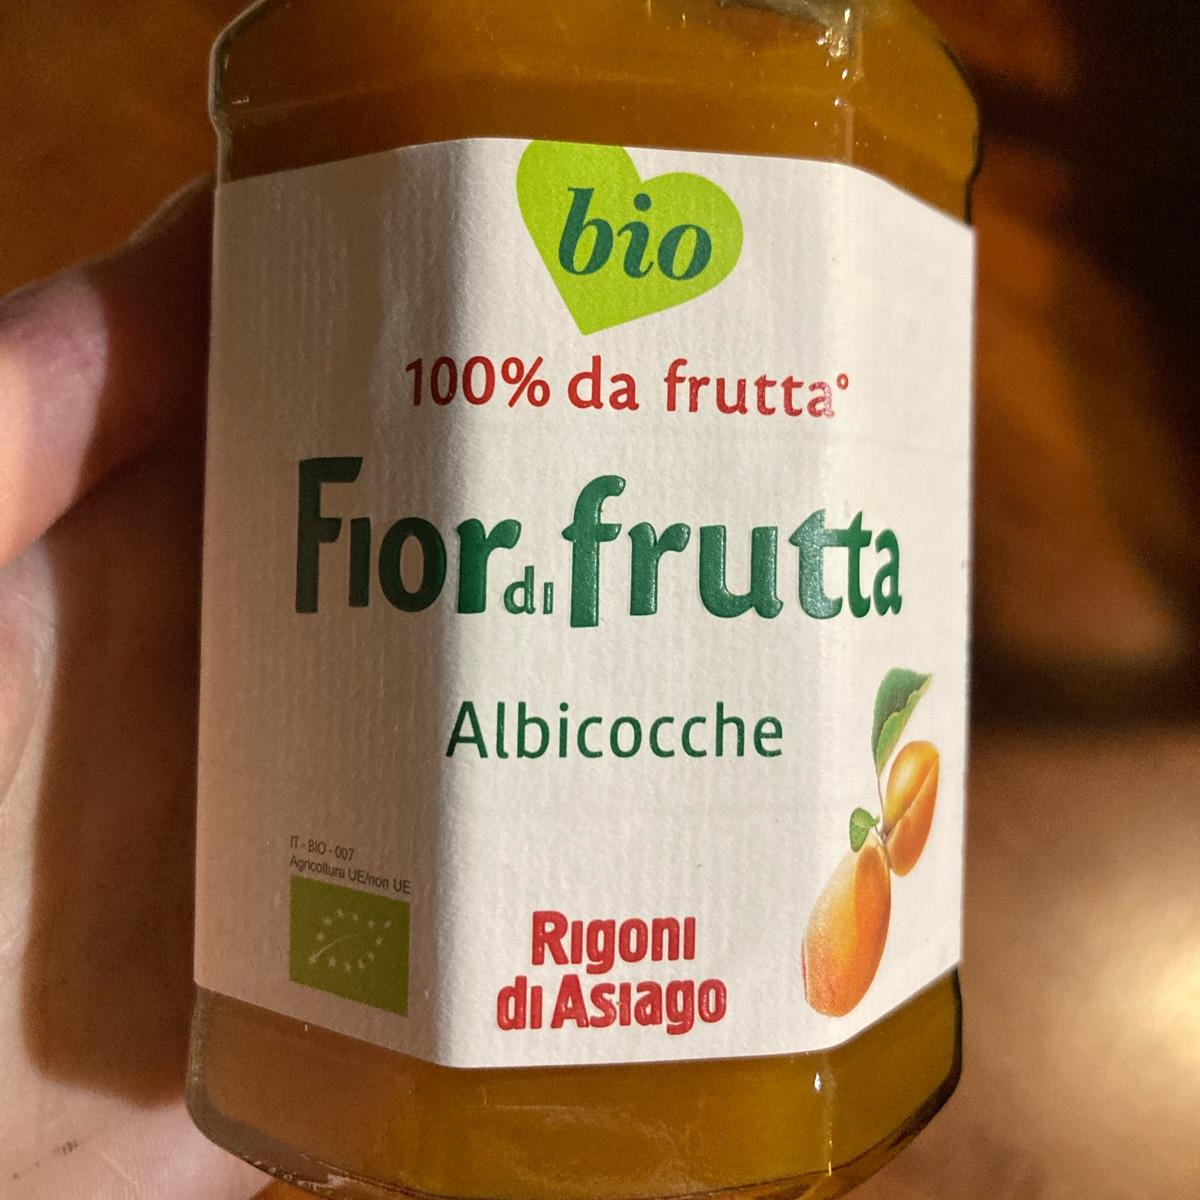 bio
100% da frutta°
Fior di frutta
Albicocche
IT - BIO - 007
Agricoltura UE/non UE
Rigoni
di Asiago